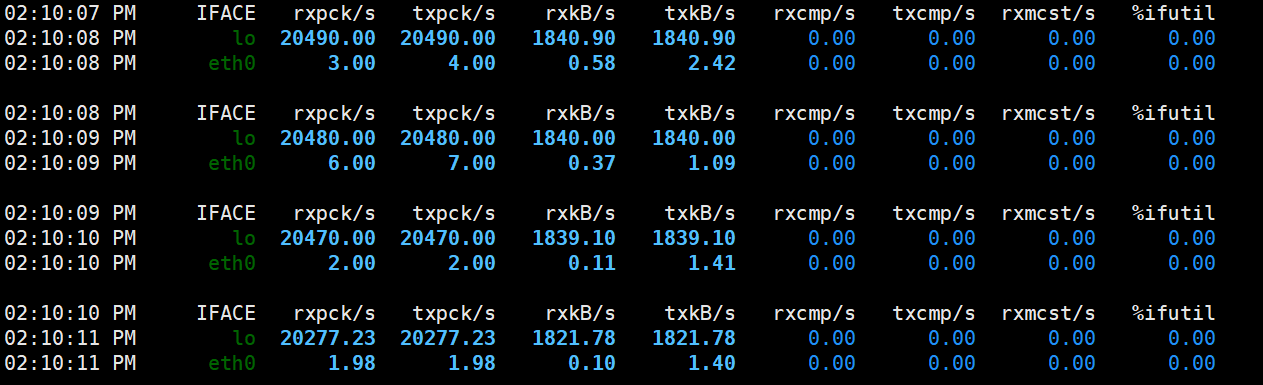 02:10:07 PM     IFACE   rxpck/s   txpck/s    rxkB/s    txkB/s   rxcmp/s   txcmp/s  rxmcst/s   %ifutil
02:10:08 PM        lo  20490.00  20490.00   1840.90   1840.90      0.00      0.00      0.00      0.00
02:10:08 PM      eth0      3.00      4.00      0.58      2.42      0.00      0.00      0.00      0.00

02:10:08 PM     IFACE   rxpck/s   txpck/s    rxkB/s    txkB/s   rxcmp/s   txcmp/s  rxmcst/s   %ifutil
02:10:09 PM        lo  20480.00  20480.00   1840.00   1840.00      0.00      0.00      0.00      0.00
02:10:09 PM      eth0      6.00      7.00      0.37      1.09      0.00      0.00      0.00      0.00

02:10:09 PM     IFACE   rxpck/s   txpck/s    rxkB/s    txkB/s   rxcmp/s   txcmp/s  rxmcst/s   %ifutil
02:10:10 PM        lo  20470.00  20470.00   1839.10   1839.10      0.00      0.00      0.00      0.00
02:10:10 PM      eth0      2.00      2.00      0.11      1.41      0.00      0.00      0.00      0.00

02:10:10 PM     IFACE   rxpck/s   txpck/s    rxkB/s    txkB/s   rxcmp/s   txcmp/s  rxmcst/s   %ifutil
02:10:11 PM        lo  20277.23  20277.23   1821.78   1821.78      0.00      0.00      0.00      0.00
02:10:11 PM      eth0      1.98      1.98      0.10      1.40      0.00      0.00      0.00      0.00